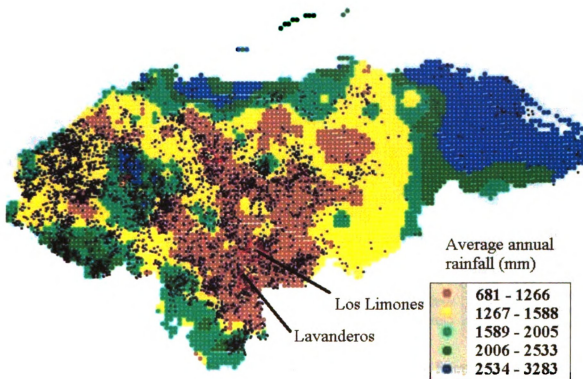 Average annual
rainfall (mm)
681 - 1266
1267 - 1588
1589 - 2005
2006 - 2533
2534 - 3283
Los Limones
Lavanderos